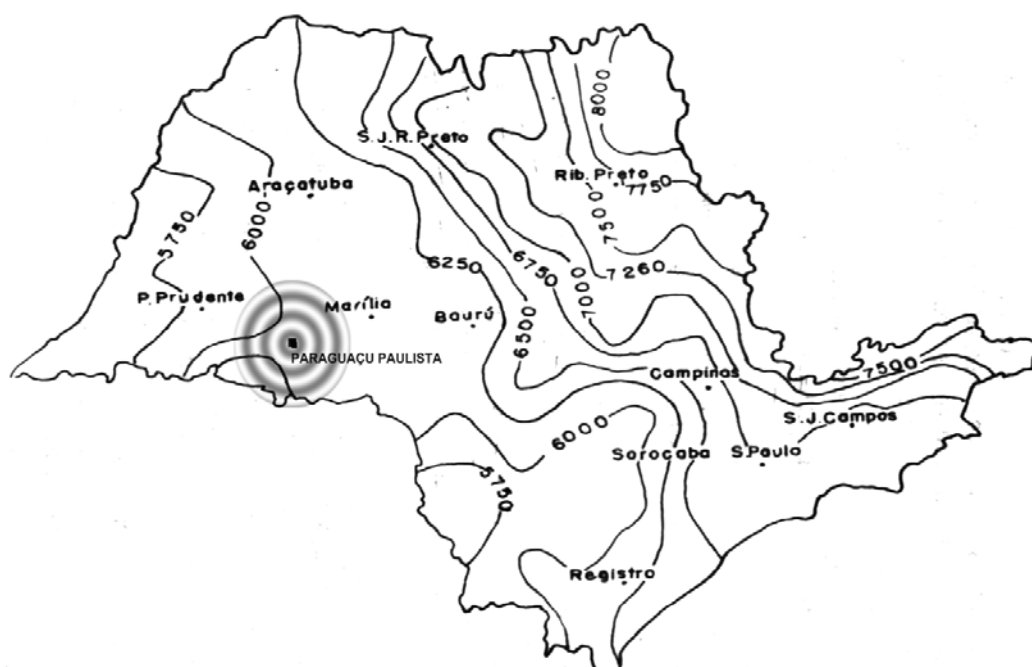 8000
S.J.R. Preto
Rib. Preto
7750
Araçatuba
7500
5750
6000
6250
6750
7260
7000
P. Prudente
Marília
Baurú
6500
PARAGUAÇU PAULISTA
7500
Campinas
S.J. Campos
6000
Sorocaba
S. Paulo
5750
Registro